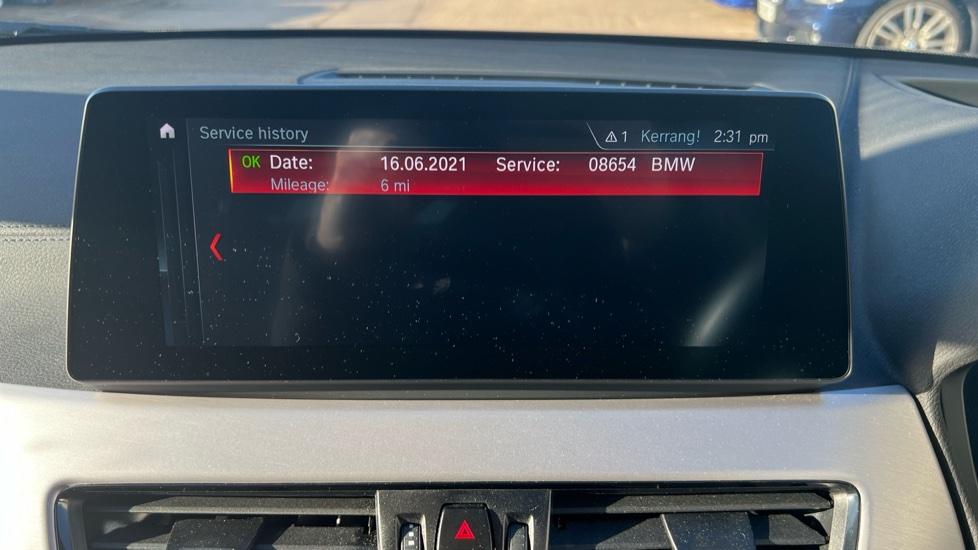 Service history
1 Kerrang! 2:31 pm
OK Date: 16.06.2021 Service: 08654 BMW
Mileage: 6 mi